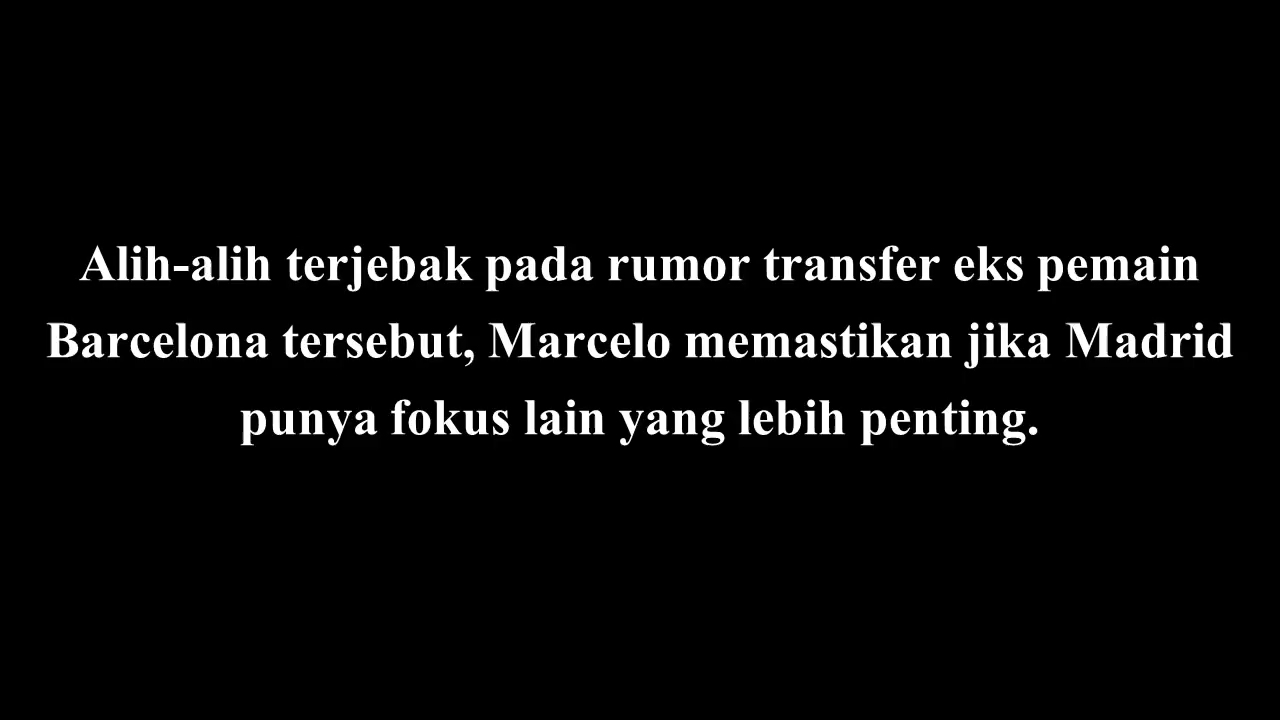 Alih-alih terjebak pada rumor transfer eks pemain
Barcelona tersebut, Marcelo memastikan jika Madrid
punya fokus lain yang lebih penting.